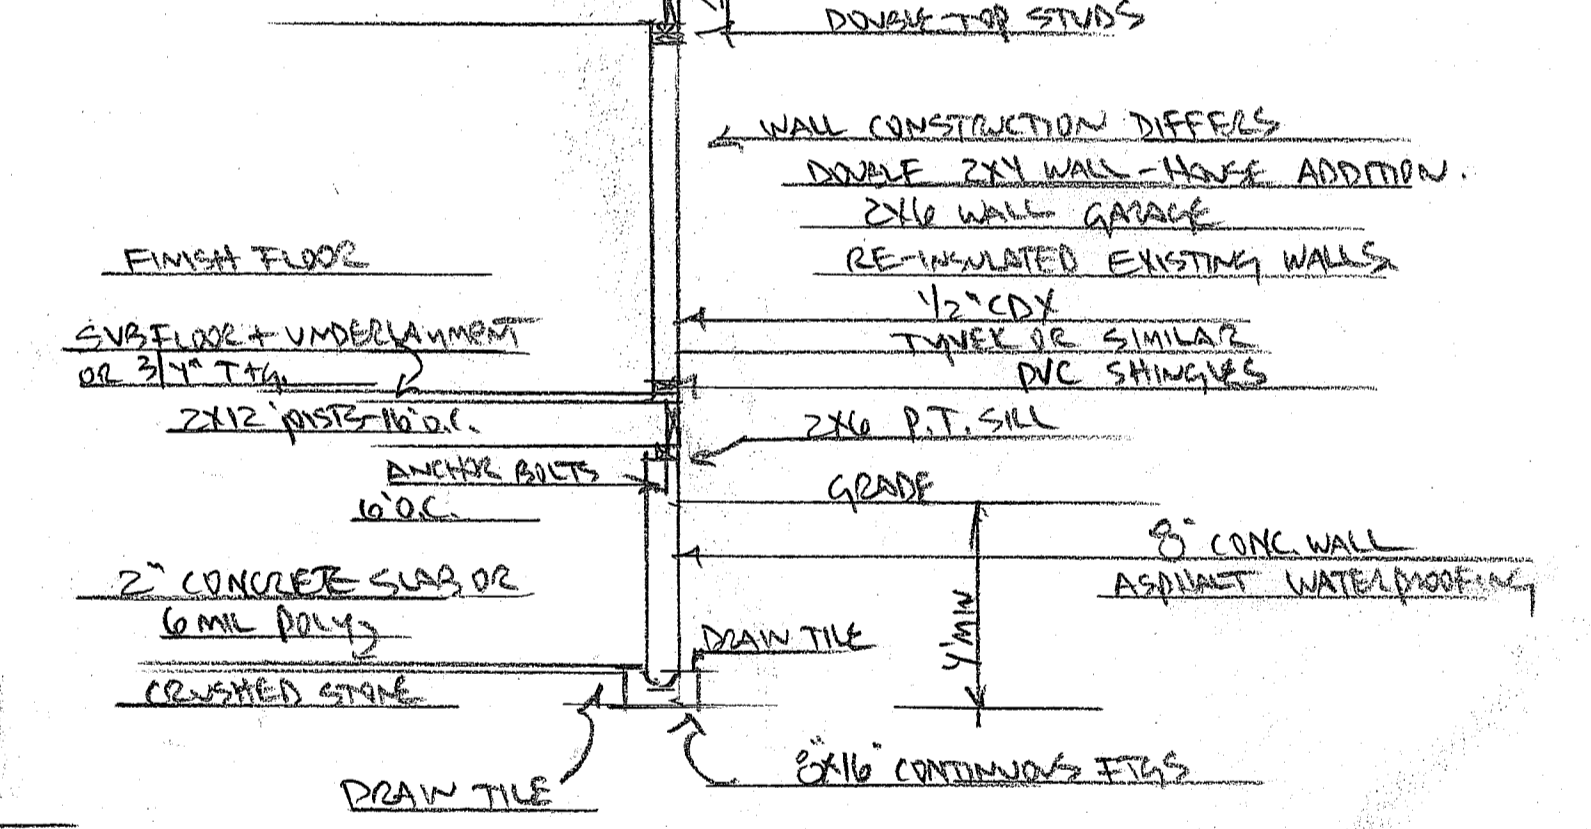 DOUBLE TOP STUDS
WALL CONSTRUCTION DIFFERS
DOUBLE 2X4 WALL-HOUSE ADDITION.
2X6 WALL GARAGE
RE-INSULATED EXISTING WALLS
1/2" CDX
TYVEK OR SIMILAR
PVC SHINGLES
2X6 P.T. SILL
GRADE
8" CONC. WALL
ASPHALT WATERPROOFING
4' MIN
DRAIN TILE
8"X16" CONTINUOUS FTGS
FINISH FLOOR
SUBFLOOR + UNDERLAYMENT
OR 3/4" T+G.
2X12 JOISTS-16" O.C.
ANCHOR BOLTS
6' O.C.
2" CONCRETE SLAB OR
6 MIL POLY
CRUSHED STONE
DRAIN TILE